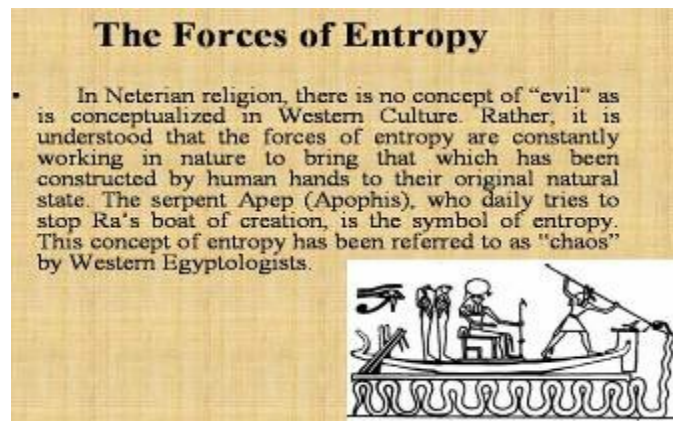 The Forces of Entropy
• In Neterian religion, there is no concept of “evil“ as
is conceptualized in Western Culture. Rather, it is
understood that the forces of entropy are constantly
working in nature to bring that which has been
constructed by human hands to their original natural
state. The serpent Apep (Apophis), who daily tries to
stop Ra’s boat of creation, is the symbol of entropy.
This concept of entropy has been referred to as “chaos”
by Western Egyptologists.